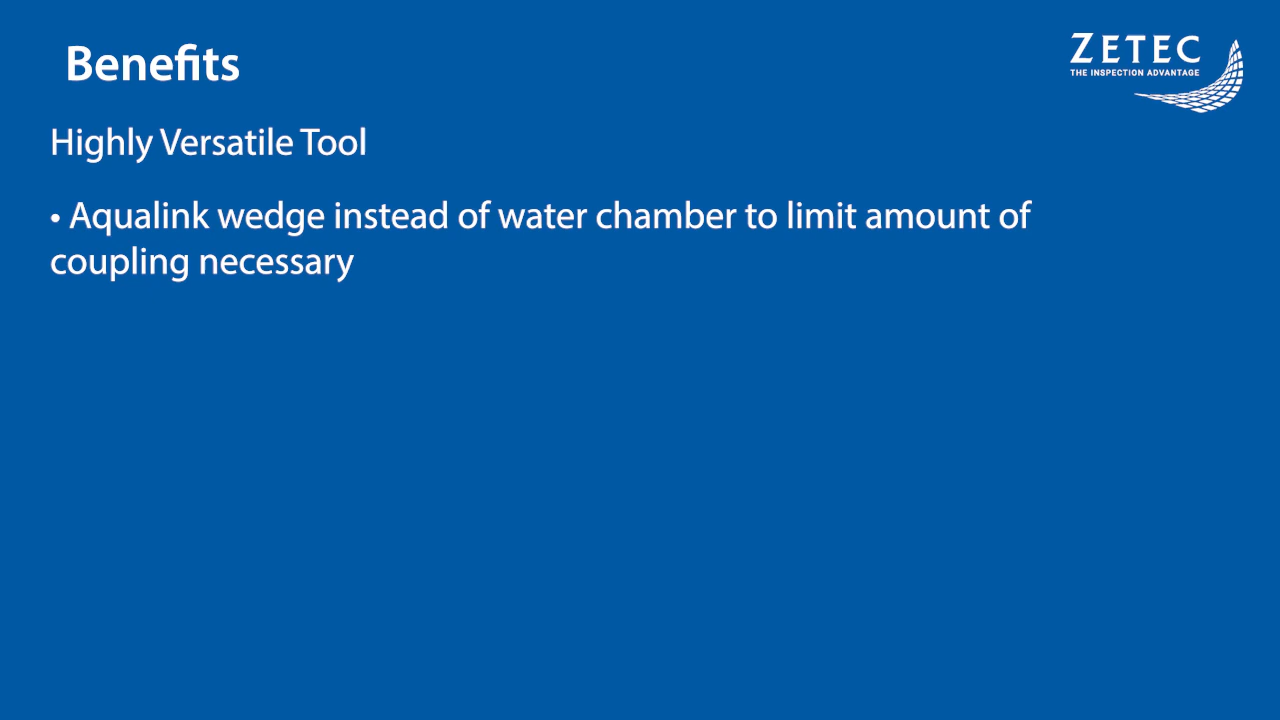 Benefits
ZETEC
THE INSPECTION ADVANTAGE
Highly Versatile Tool
• Aqualink wedge instead of water chamber to limit amount of
coupling necessary